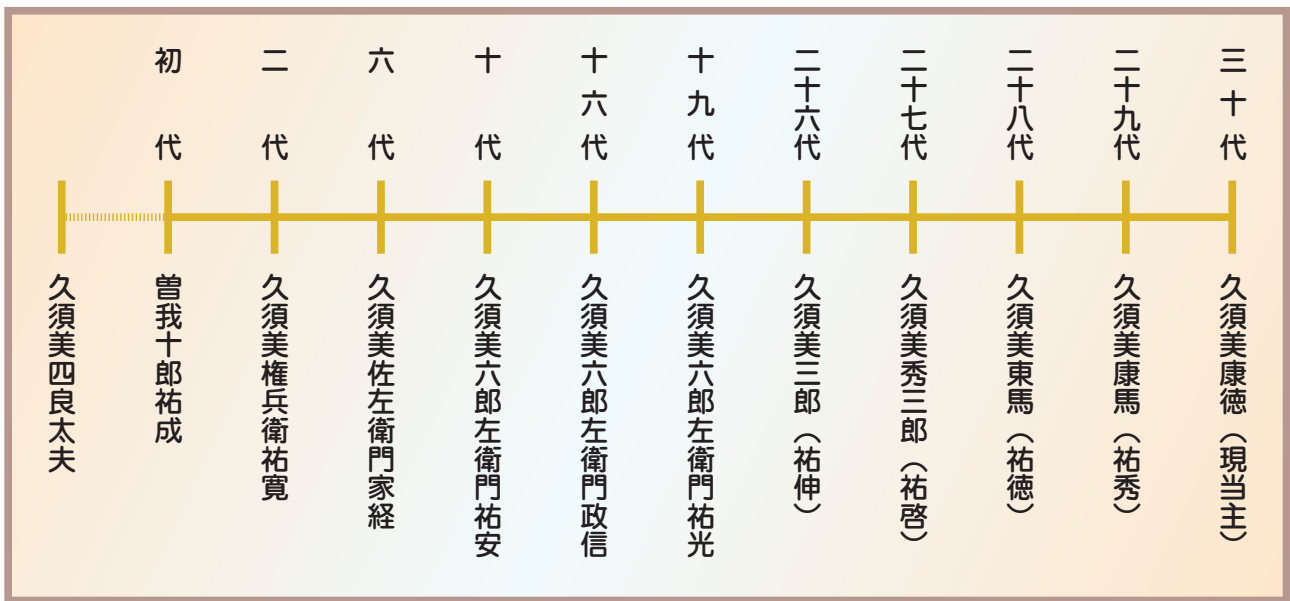 初代
二代
六代
十代
十六代
十九代
二十六代
二十七代
二十八代
二十九代
三十代
久須美四良太夫
曽我十郎祐成
久須美権兵衛祐寛
久須美佐左衛門家経
久須美六郎左衛門祐安
久須美六郎左衛門政信
久須美六郎左衛門祐光
久須美三郎（祐伸）
久須美秀三郎（祐啓）
久須美東馬（祐徳）
久須美康馬（祐秀）
久須美康徳（現当主）